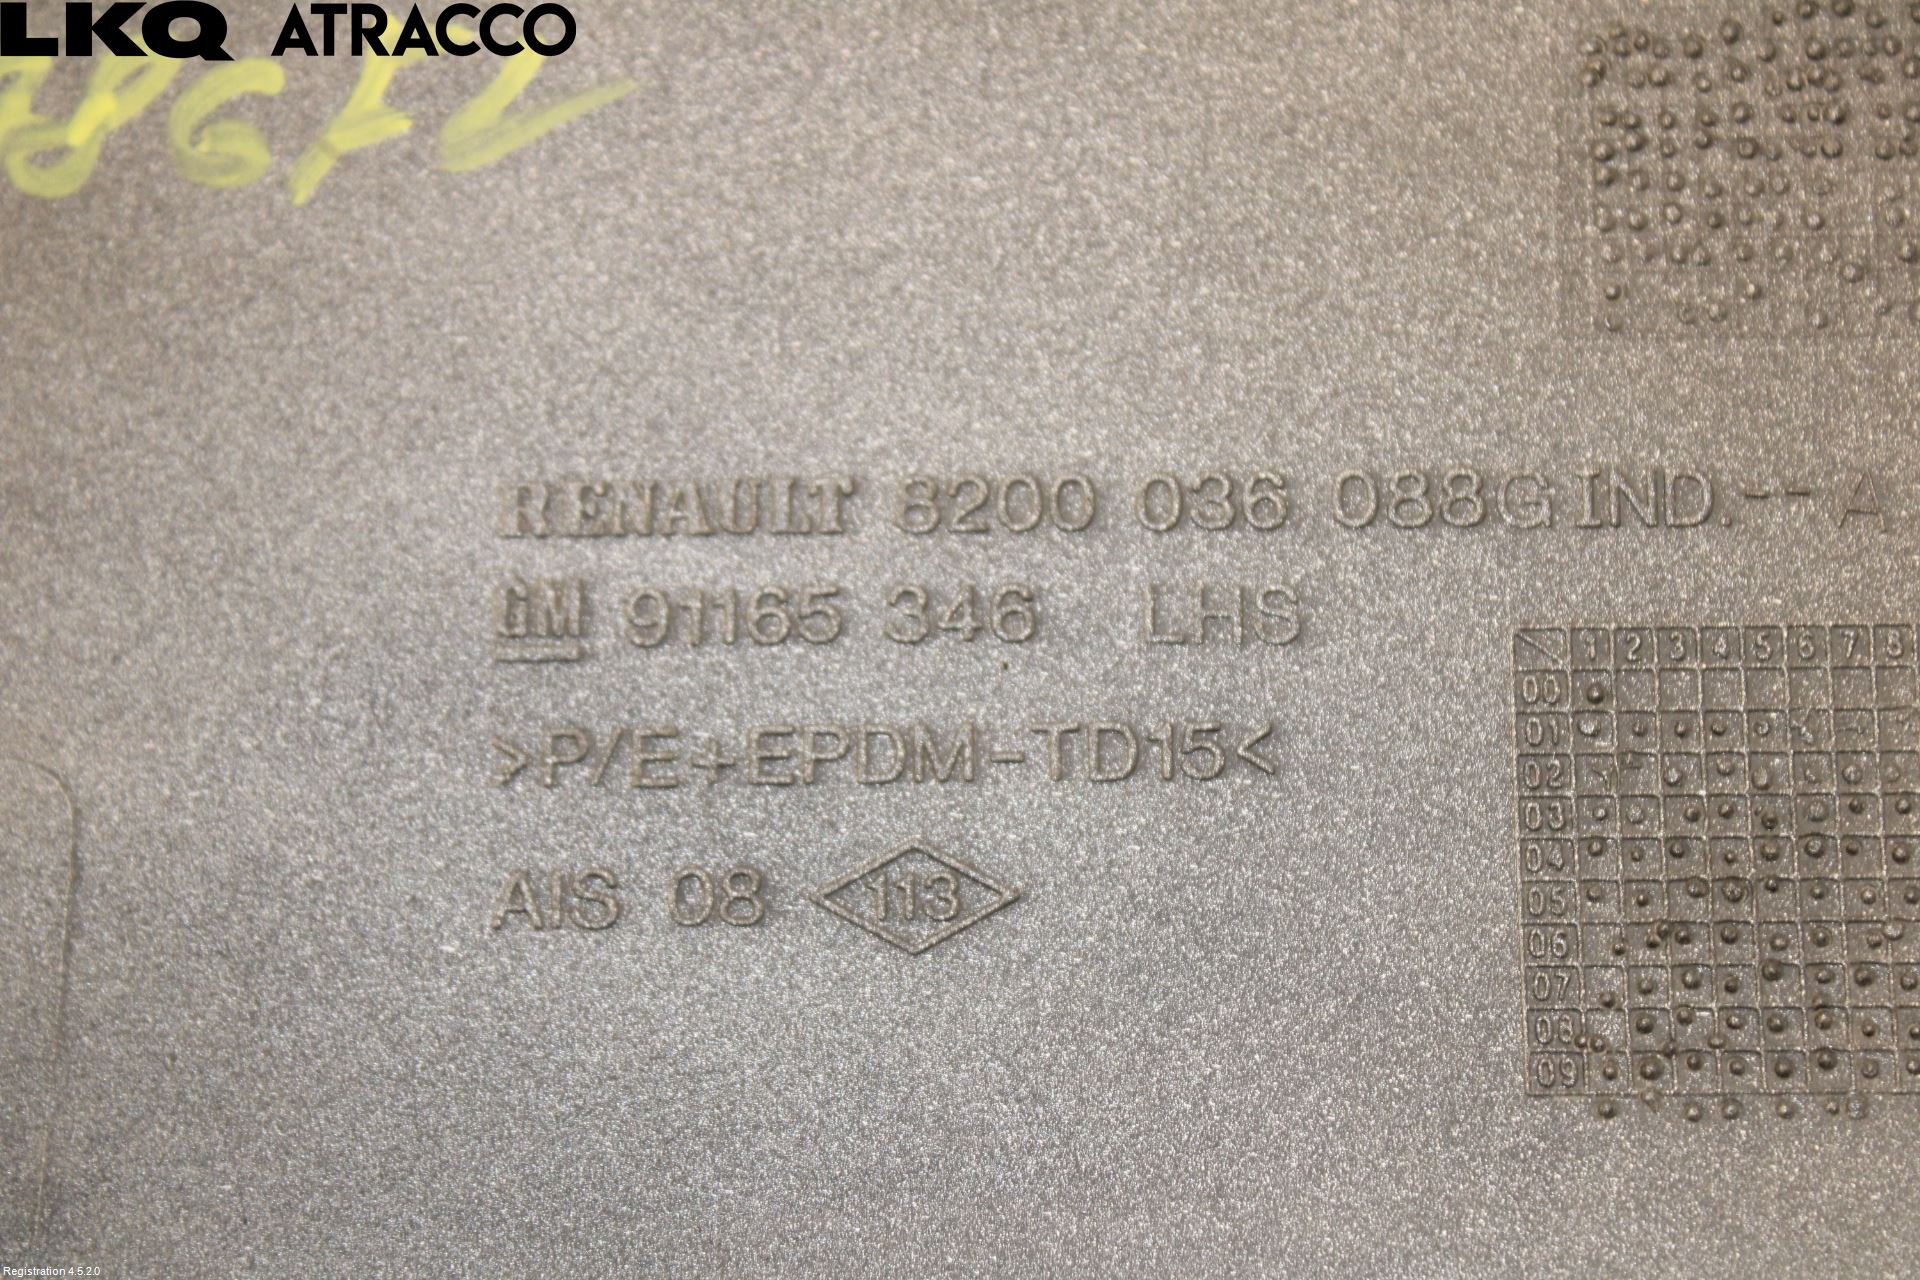 LKQ ATRACCO
RENAULT 8200 036 088G IND.-- A
GM 91165 346 LHS
>P/E+EPDM-TD15<
AIS 08 113
1 2 3 4 5 6 7 8
00
01
02
03
04
05
06
07
08
09
Registration 4.5.2.0